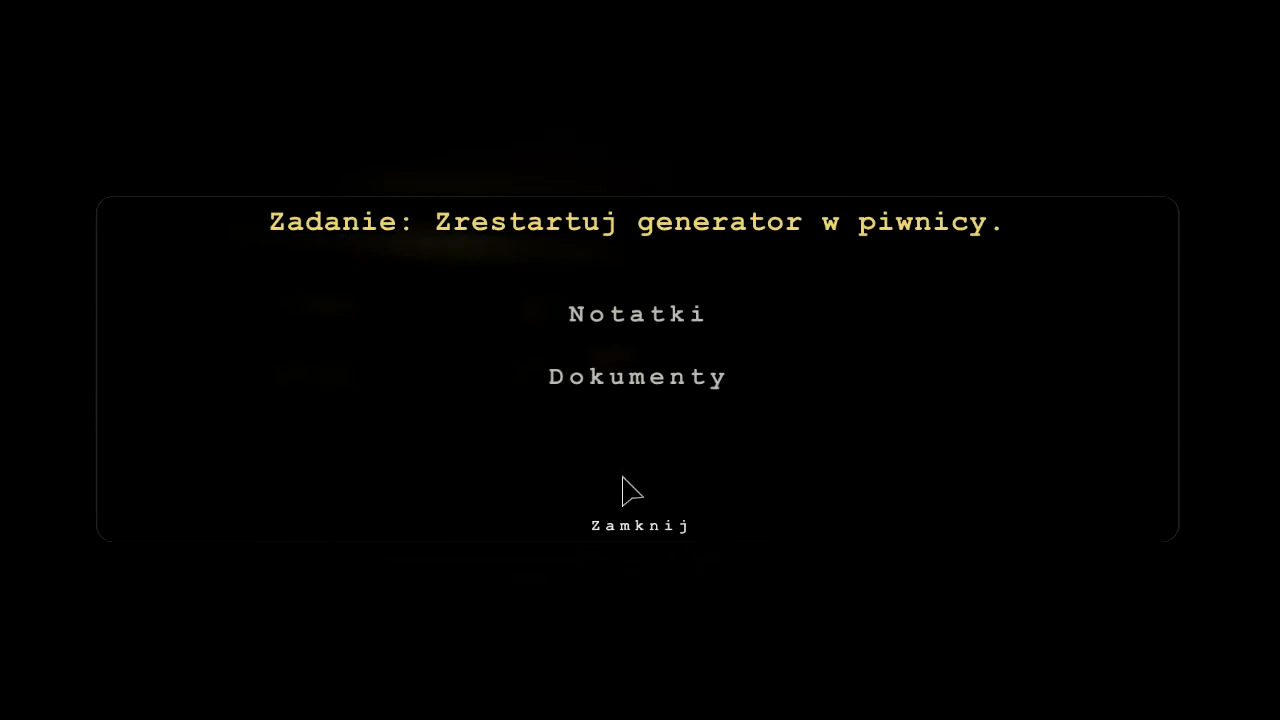 Zadanie: Zrestartuj generator w piwnicy.
Notatki
Dokumenty
Zamknij